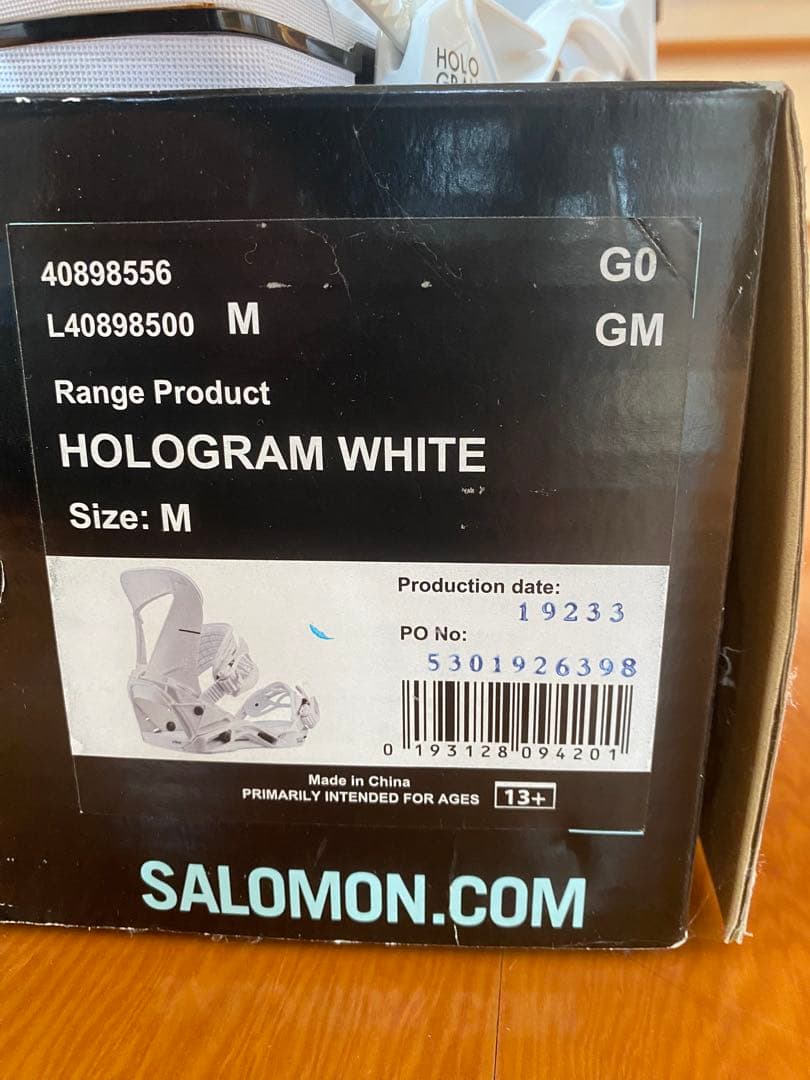 HOLO
GRAM
40898556
G0
L40898500 M
GM
Range Product
HOLOGRAM WHITE
Size: M
Production date:
19233
PO No:
5301926398
0 193128 094201
Made in China
PRIMARILY INTENDED FOR AGES 13+
SALOMON.COM